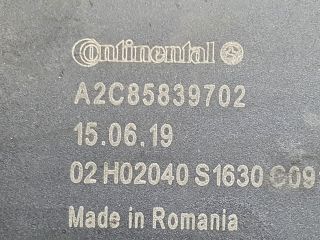 Continental
A2C85839702
15.06.19
02 H02040 S1630
Made in Romania